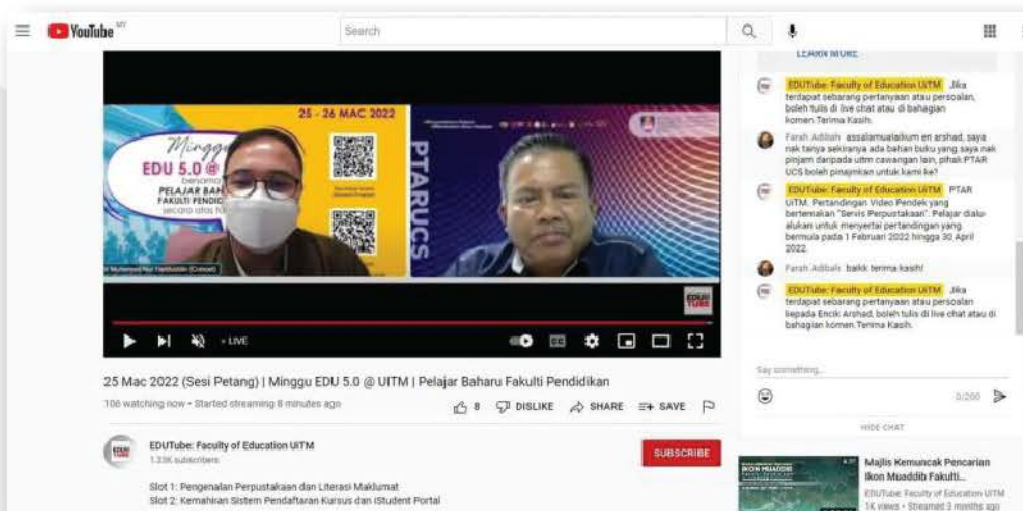 YouTube MY
Search
25 - 26 MAC 2022
Minggu
EDU 5.0 @
bersama
PELAJAR BAH
FAKULTI PENDID
secara atas
PTARUCS
EDU
TUBE
LIVE
25 Mac 2022 (Sesi Petang) | Minggu EDU 5.0 @ UITM | Pelajar Baharu Fakulti Pendidikan
106 watching now • Started streaming 8 minutes ago
8 DISLIKE SHARE SAVE
EDUTube: Faculty of Education UiTM
1.33K subscribers
SUBSCRIBE
Slot 1: Pengenalan Perpustakaan dan Literasi Maklumat
Slot 2: Kemahiran Sistem Pendaftaran Kursus dan iStudent Portal
LEARN MORE
EDUTube: Faculty of Education UiTM Jika
terdapat sebarang pertanyaan atau persoalan,
boleh tulis di live chat atau di bahagian
komen. Terima Kasih.
Farah Adibah assalamualaikum en arshad, saya
nak tanya sekiranya ada bahan buku yang saya nak
pinjam daripada uitm cawangan lain, pihak PTAR
UCS boleh pinajmkan untuk kami ke?
EDUTube: Faculty of Education UiTM PTAR
UiTM. Pertandingan Video Pendek yang
bertemakan "Servis Perpustakaan". Pelajar dialu-
alukan untuk menyertai pertandingan yang
bermula pada 1 Februari 2022 hingga 30 April
2022.
Farah Adibah baikk terima kasih!
EDUTube: Faculty of Education UiTM Jika
terdapat sebarang pertanyaan atau persoalan
kepada Encik Arshad, boleh tulis di live chat atau di
bahagian komen. Terima Kasih.
Say something...
0/200
HIDE CHAT
Majlis Kemuncak Pencarian
Ikon Muaddib Fakulti...
EDUTube: Faculty of Education UiTM
1K views • Streamed 3 months ago